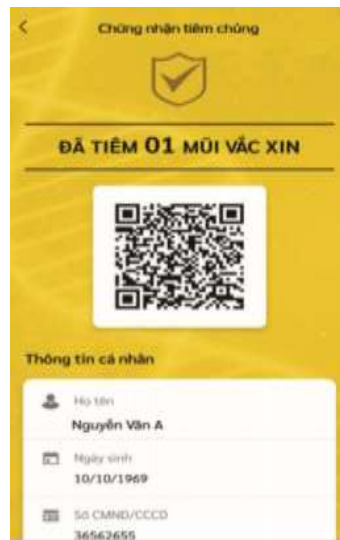 Chứng nhận tiêm chủng
ĐÃ TIÊM 01 MŨI VẮC XIN
Thông tin cá nhân
Họ tên
Nguyễn Văn A
Ngày sinh
10/10/1969
Số CMND/CCCD
36562655